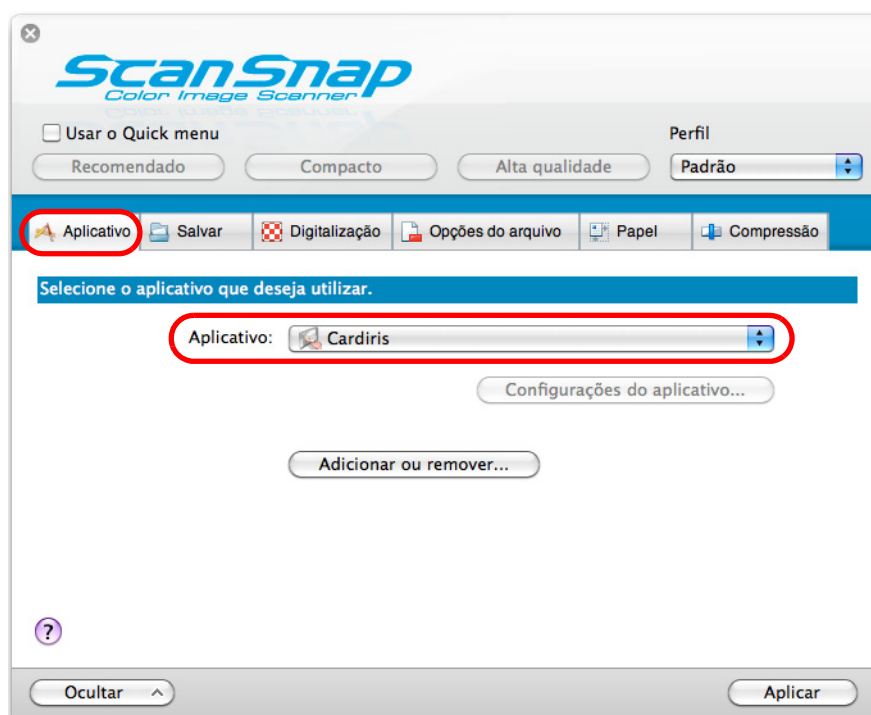 ScanSnap
Color Image Scanner
Usar o Quick menu
Perfil
Recomendado Compacto Alta qualidade Padrão
Aplicativo Salvar Digitalização Opções do arquivo Papel Compressão
Selecione o aplicativo que deseja utilizar.
Aplicativo: Cardiris
Configurações do aplicativo...
Adicionar ou remover...
?
Ocultar Aplicar